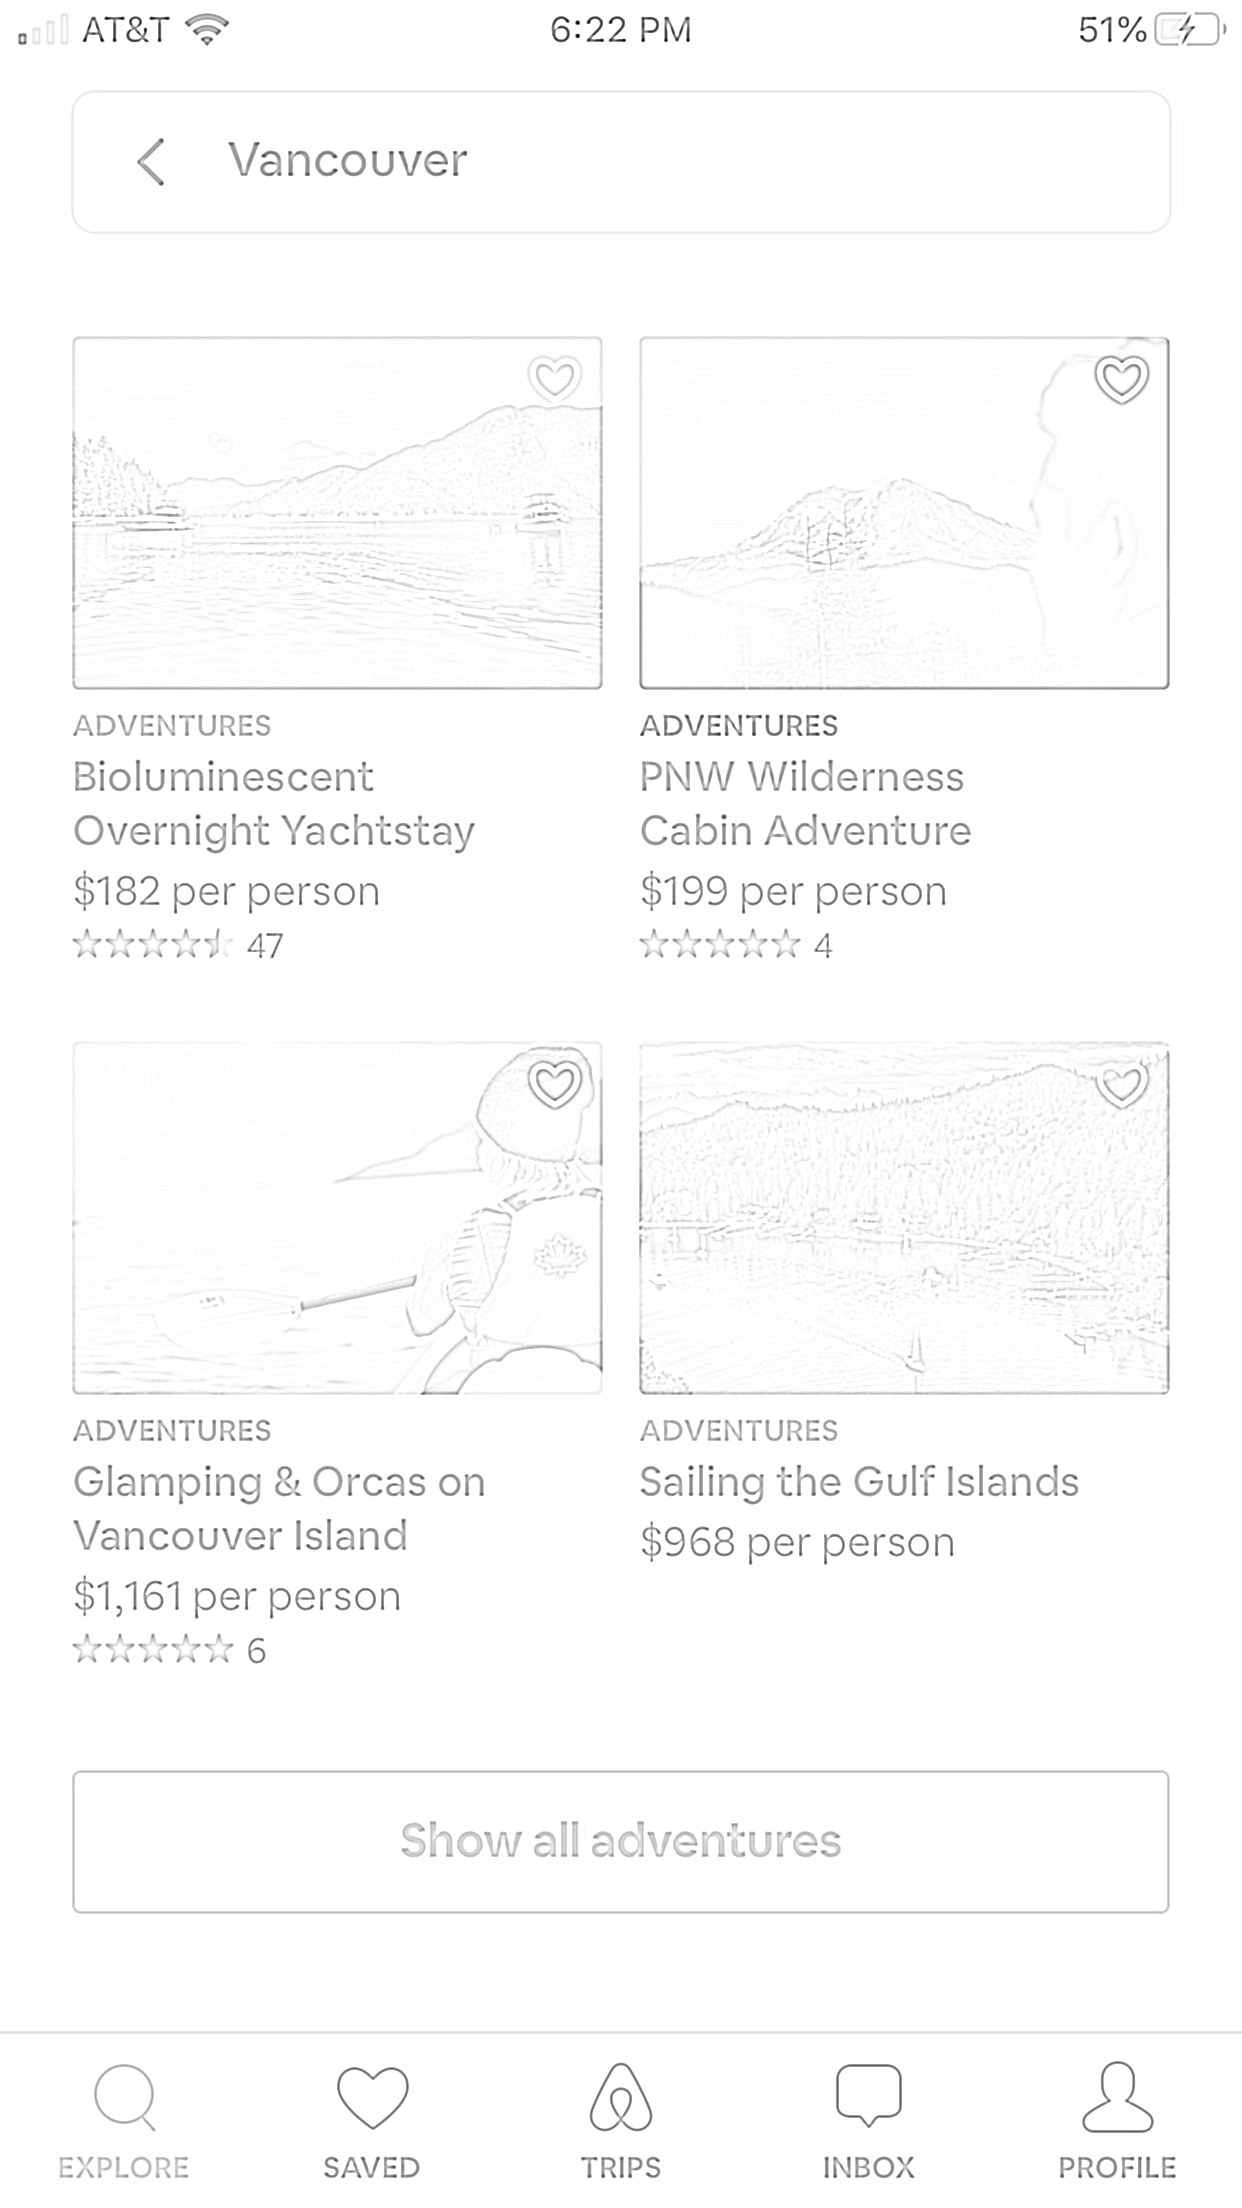 AT&T 6:22 PM 51%
Vancouver
ADVENTURES
Bioluminescent
Overnight Yachtstay
$182 per person
47
ADVENTURES
PNW Wilderness
Cabin Adventure
$199 per person
4
ADVENTURES
Glamping & Orcas on
Vancouver Island
$1,161 per person
6
ADVENTURES
Sailing the Gulf Islands
$968 per person
Show all adventures
EXPLORE SAVED TRIPS INBOX PROFILE